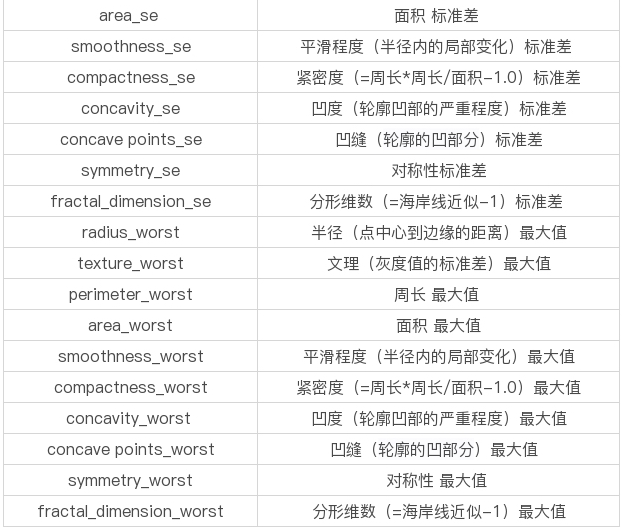 area_se 面积 标准差
smoothness_se 平滑程度（半径内的局部变化）标准差
compactness_se 紧密度（=周长*周长/面积-1.0）标准差
concavity_se 凹度（轮廓凹部的严重程度）标准差
concave points_se 凹缝（轮廓的凹部分）标准差
symmetry_se 对称性标准差
fractal_dimension_se 分形维数（=海岸线近似-1）标准差
radius_worst 半径（点中心到边缘的距离）最大值
texture_worst 文理（灰度值的标准差）最大值
perimeter_worst 周长 最大值
area_worst 面积 最大值
smoothness_worst 平滑程度（半径内的局部变化）最大值
compactness_worst 紧密度（=周长*周长/面积-1.0）最大值
concavity_worst 凹度（轮廓凹部的严重程度）最大值
concave points_worst 凹缝（轮廓的凹部分）最大值
symmetry_worst 对称性 最大值
fractal_dimension_worst 分形维数（=海岸线近似-1）最大值